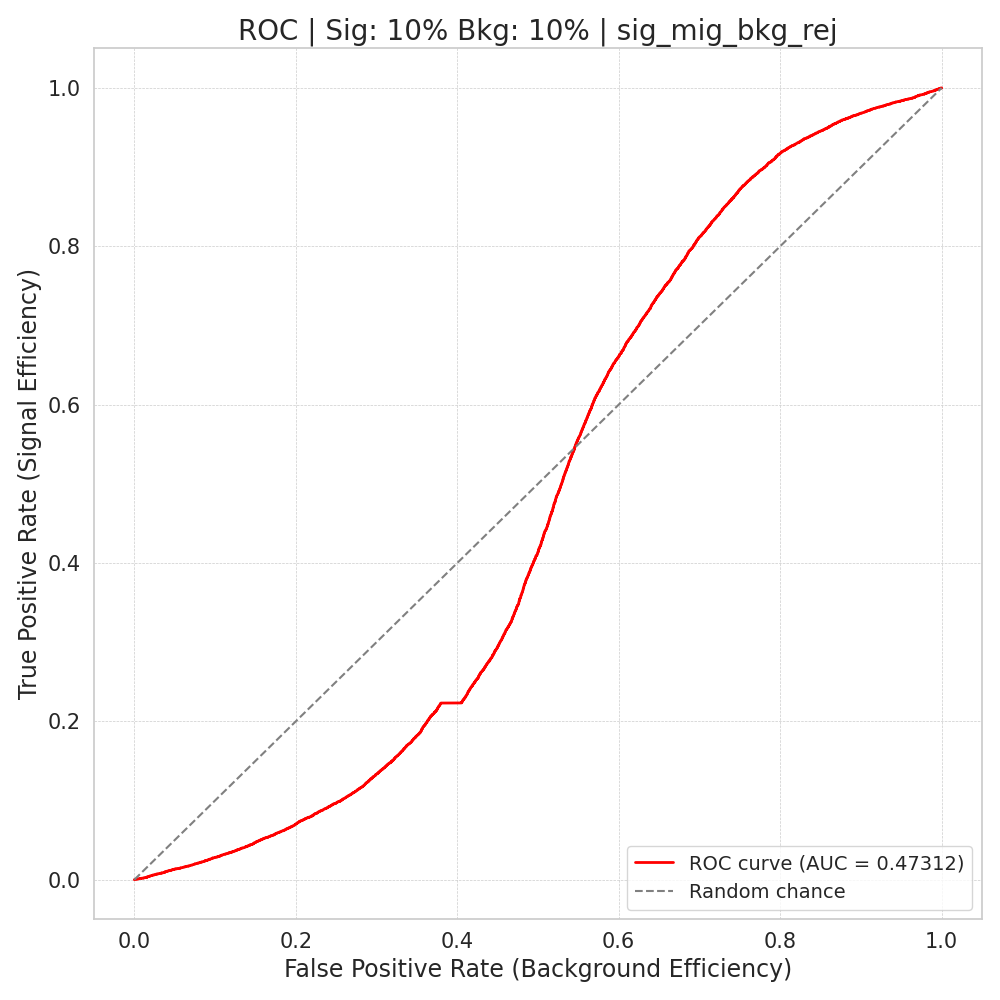 ROC | Sig: 10% Bkg: 10% | sig_mig_bkg_rej
True Positive Rate (Signal Efficiency)
1.0
0.8
0.6
0.4
0.2
0.0
ROC curve (AUC = 0.47312)
Random chance
0.0 0.2 0.4 0.6 0.8 1.0
False Positive Rate (Background Efficiency)